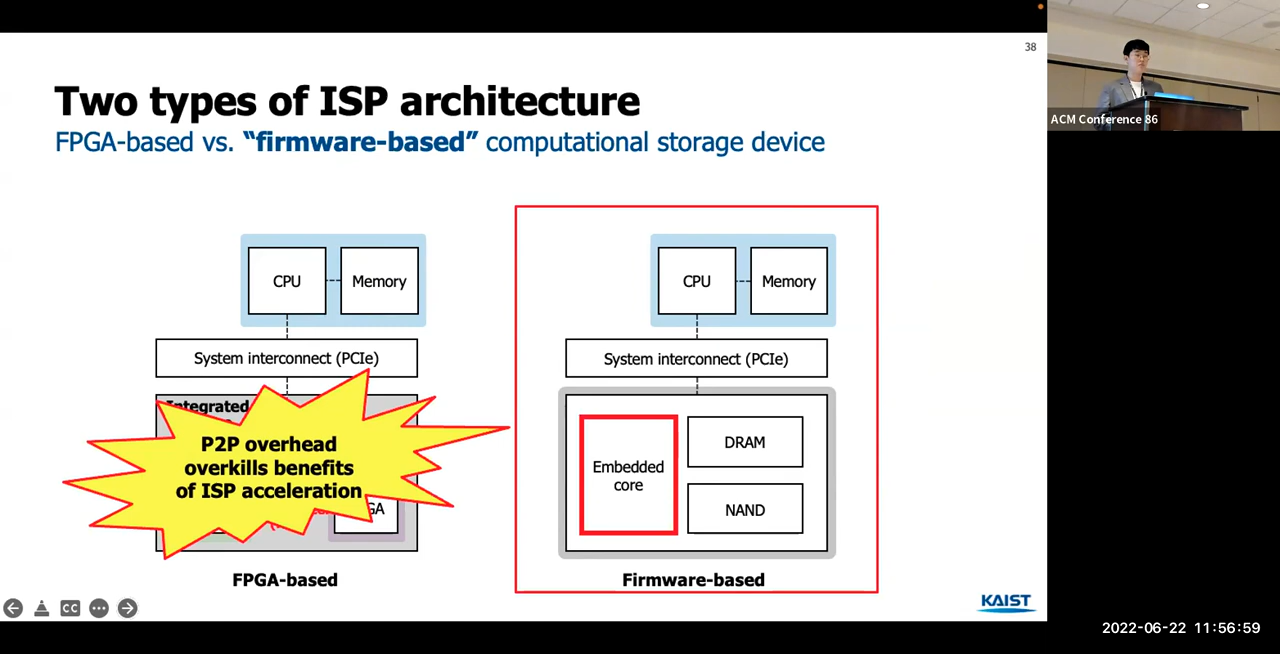 38
Two types of ISP architecture
FPGA-based vs. “firmware-based” computational storage device
CPU
Memory
System interconnect (PCIe)
Integrated
P2P overhead
overkills benefits
of ISP acceleration
GA
FPGA-based
CPU
Memory
System interconnect (PCIe)
Embedded
core
DRAM
NAND
Firmware-based
CC
KAIST
ACM Conference 86
2022-06-22 11:56:59